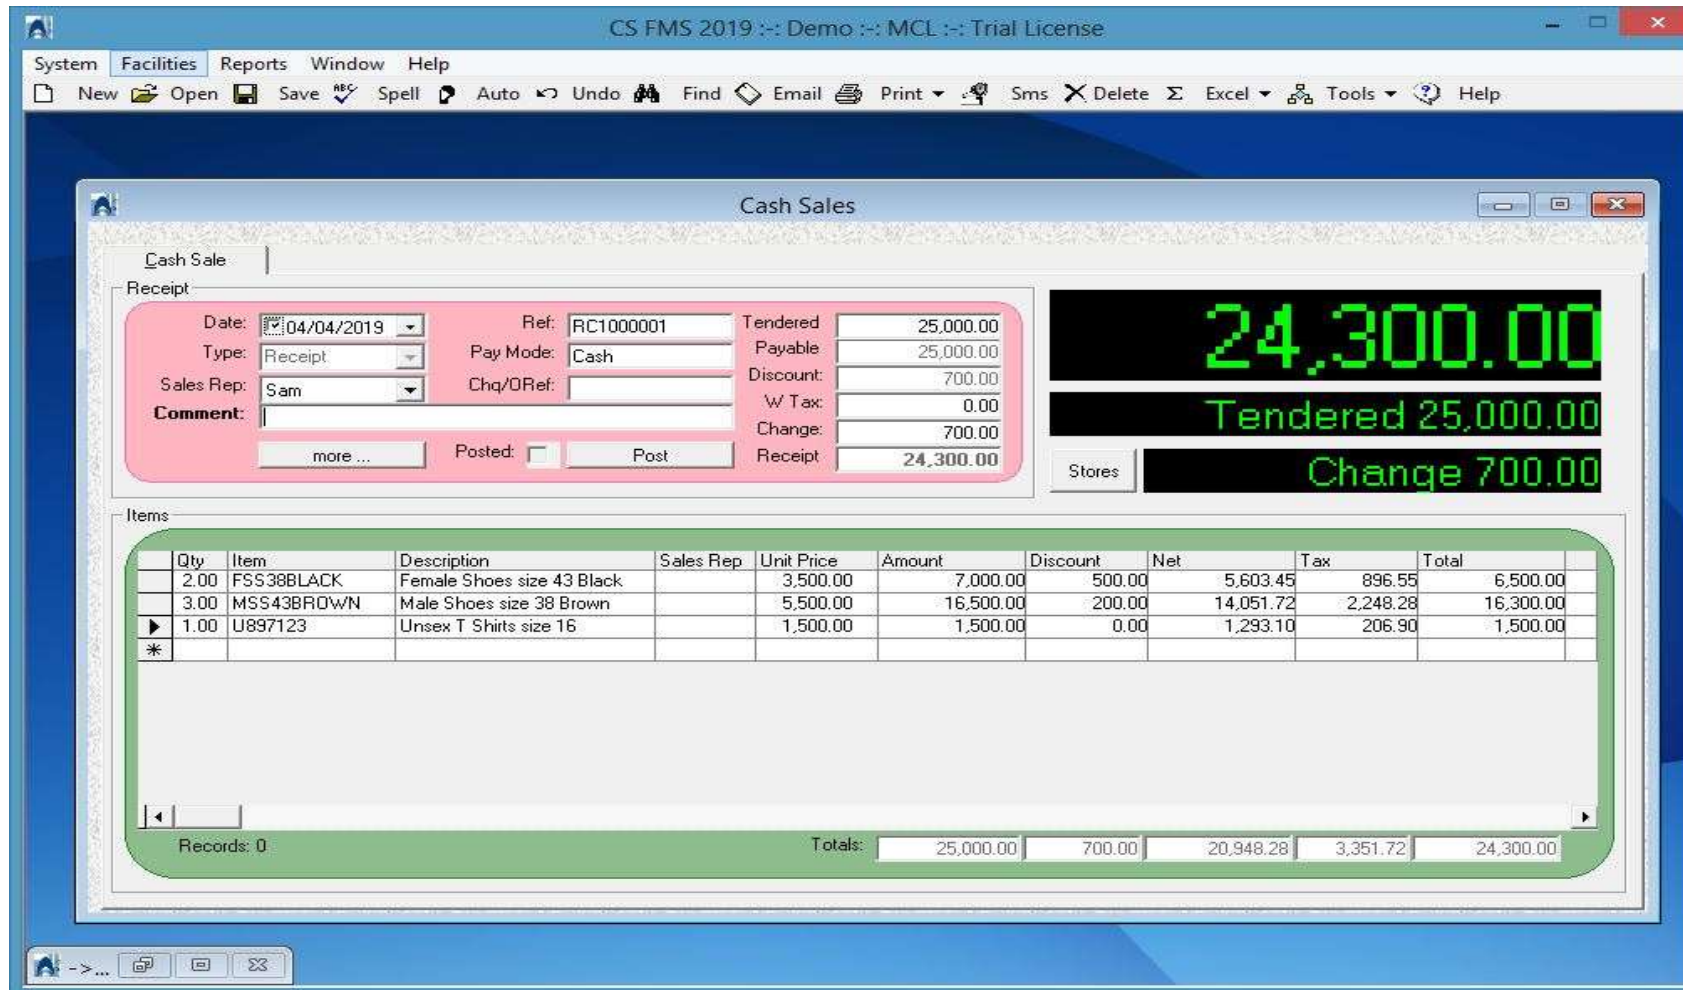 CS FMS 2019 :-: Demo :-: MCL :-: Trial License
System Facilities Reports Window Help
New Open Save ABC Spell Auto Undo Find Email Print Sms Delete Σ Excel Tools Help
Cash Sales
Cash Sale
Receipt
Date: 04/04/2019 Ref: RC1000001 Tendered 25,000.00
Type: Receipt Pay Mode: Cash Payable 25,000.00
Sales Rep: Sam Chq/ORef: Discount: 700.00
Comment: W Tax: 0.00
Change: 700.00
more ... Posted: Post Receipt 24,300.00
24,300.00
Tendered 25,000.00
Stores Change 700.00
Items
Qty Item Description Sales Rep Unit Price Amount Discount Net Tax Total
2.00 FSS38BLACK Female Shoes size 43 Black 3,500.00 7,000.00 500.00 5,603.45 896.55 6,500.00
3.00 MSS43BROWN Male Shoes size 38 Brown 5,500.00 16,500.00 200.00 14,051.72 2,248.28 16,300.00
1.00 U897123 Unsex T Shirts size 16 1,500.00 1,500.00 0.00 1,293.10 206.90 1,500.00
Records: 0 Totals: 25,000.00 700.00 20,948.28 3,351.72 24,300.00
->...